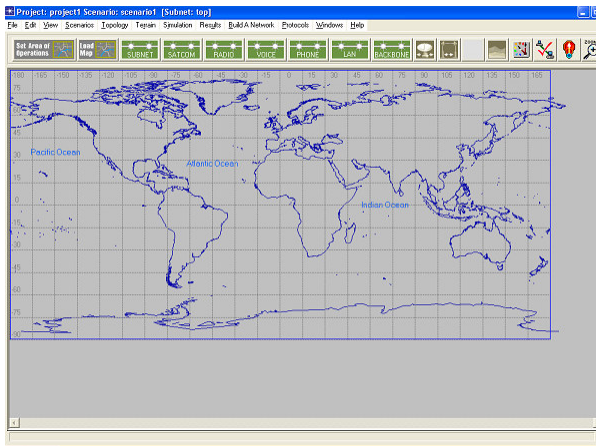 Project: project1 Scenario: scenario1 [Subnet: top]
File Edit View Scenarios Topology Terrain Simulation Results Build A Network Protocols Windows Help
Set Area of Operations
Load Map
SUBNET SATCOM RADIO VOICE PHONE LAN BACKBONE
-165 -150 -135 -120 -105 -90 -75 -60 -45 -30 -15 0 15 30 45 60 75 90 105 120 135 150 165
75
60
45
Pacific Ocean
30
Atlantic Ocean
15
0
Indian Ocean
-15
-30
-45
-60
-75
-90